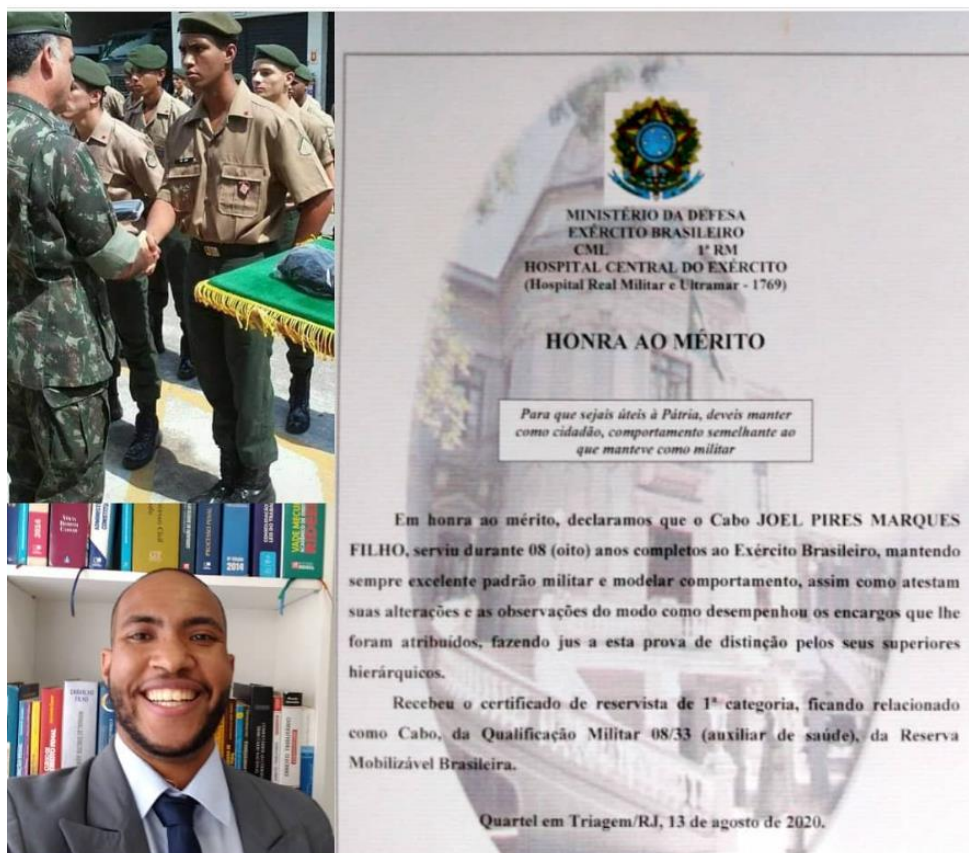 MINISTÉRIO DA DEFESA
EXÉRCITO BRASILEIRO
CML 1ª RM
HOSPITAL CENTRAL DO EXÉRCITO
(Hospital Real Militar e Ultramar - 1769)
HONRA AO MÉRITO
Para que sejais úteis à Pátria, deveis manter
como cidadão, comportamento semelhante ao
que manteve como militar
Em honra ao mérito, declaramos que o Cabo JOEL PIRES MARQUES
FILHO, serviu durante 08 (oito) anos completos ao Exército Brasileiro, mantendo
sempre excelente padrão militar e modelar comportamento, assim como atestam
suas alterações e as observações do modo como desempenhou os encargos que lhe
foram atribuídos, fazendo jus a esta prova de distinção pelos seus superiores
hierárquicos.
Recebeu o certificado de reservista de 1ª categoria, ficando relacionado
como Cabo, da Qualificação Militar 08/33 (auxiliar de saúde), da Reserva
Mobilizável Brasileira.
Quartel em Triagem/RJ, 13 de agosto de 2020.
2014
PROCESSO PENAL
2014
VADE MECUM